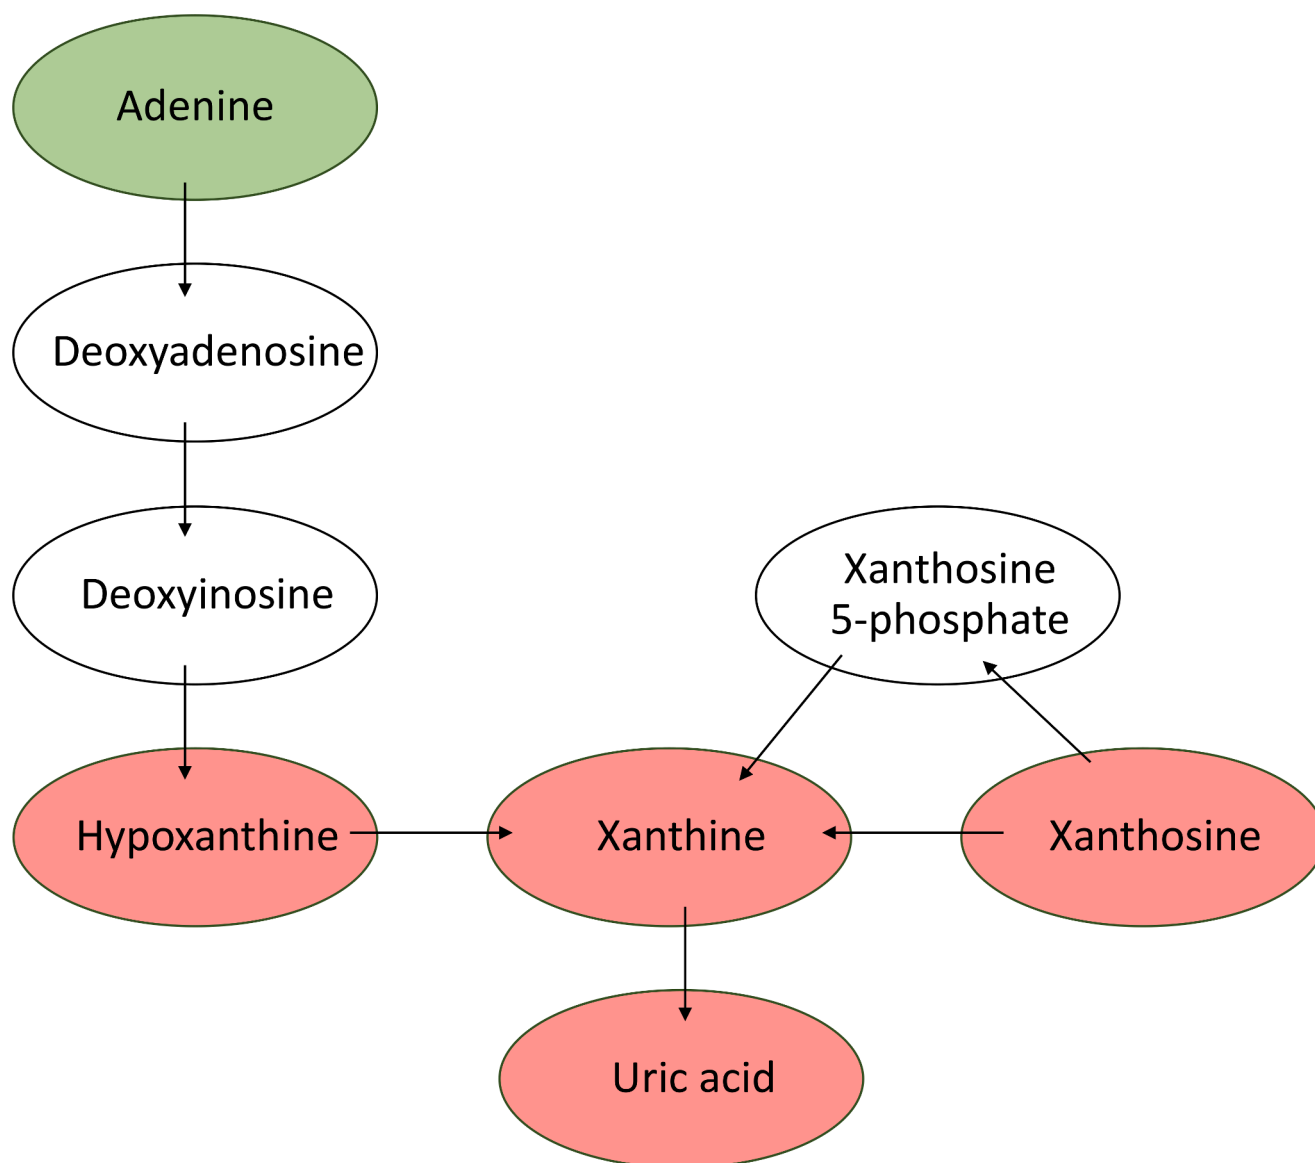 Adenine
Deoxyadenosine
Deoxyinosine
Xanthosine
5-phosphate
Hypoxanthine
Xanthine
Xanthosine
Uric acid